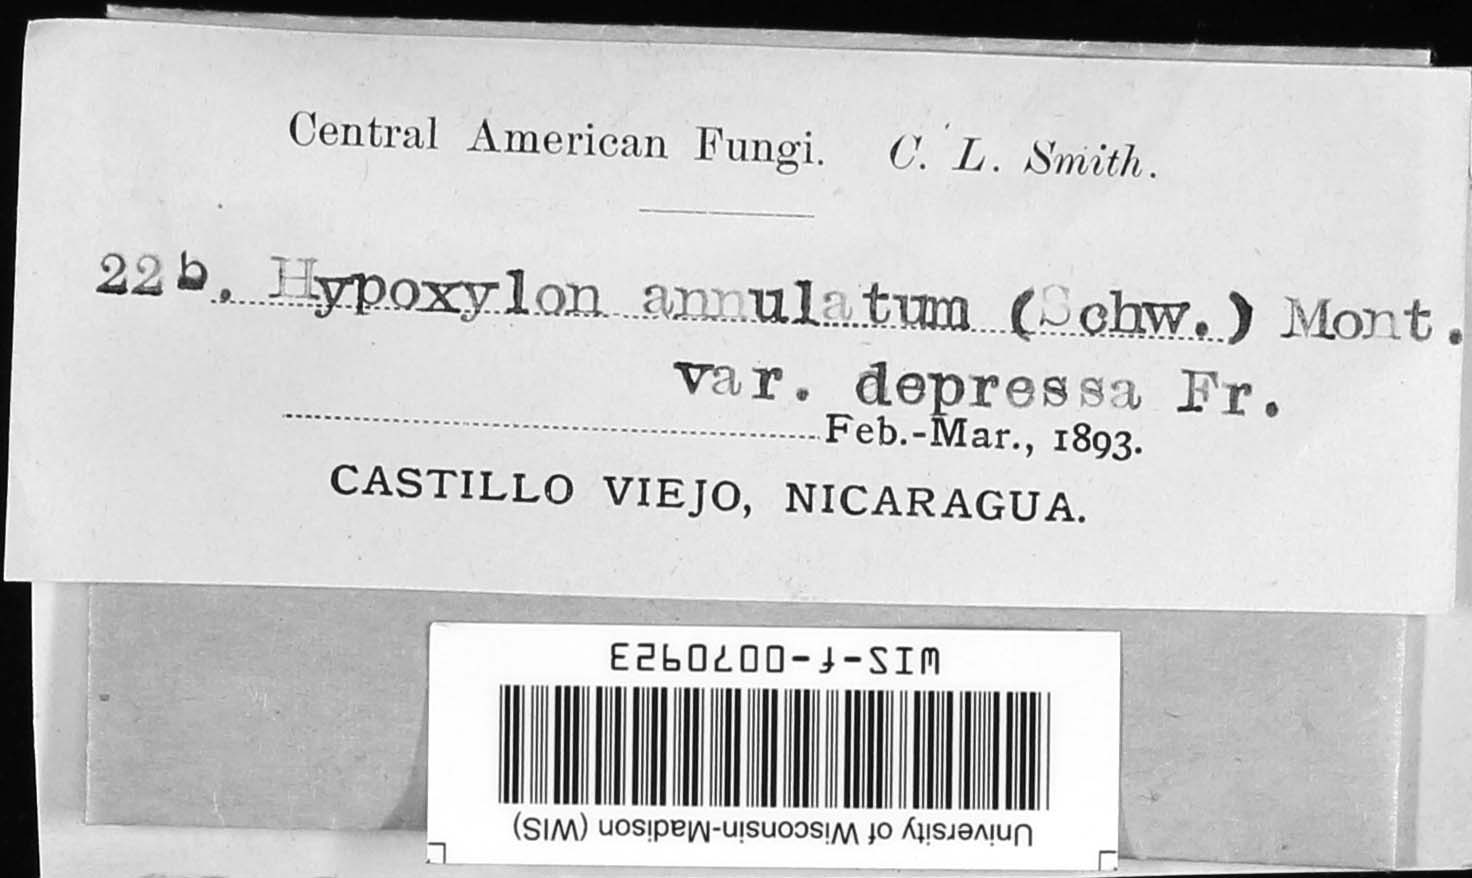 Central American Fungi. C. L. Smith.
22b. Hypoxylon annulatum (Schw.) Mont.
var. depressa Fr.
Feb.-Mar., 1893.
CASTILLO VIEJO, NICARAGUA.
WIS-f-0070923
University of Wisconsin-Madison (WIS)